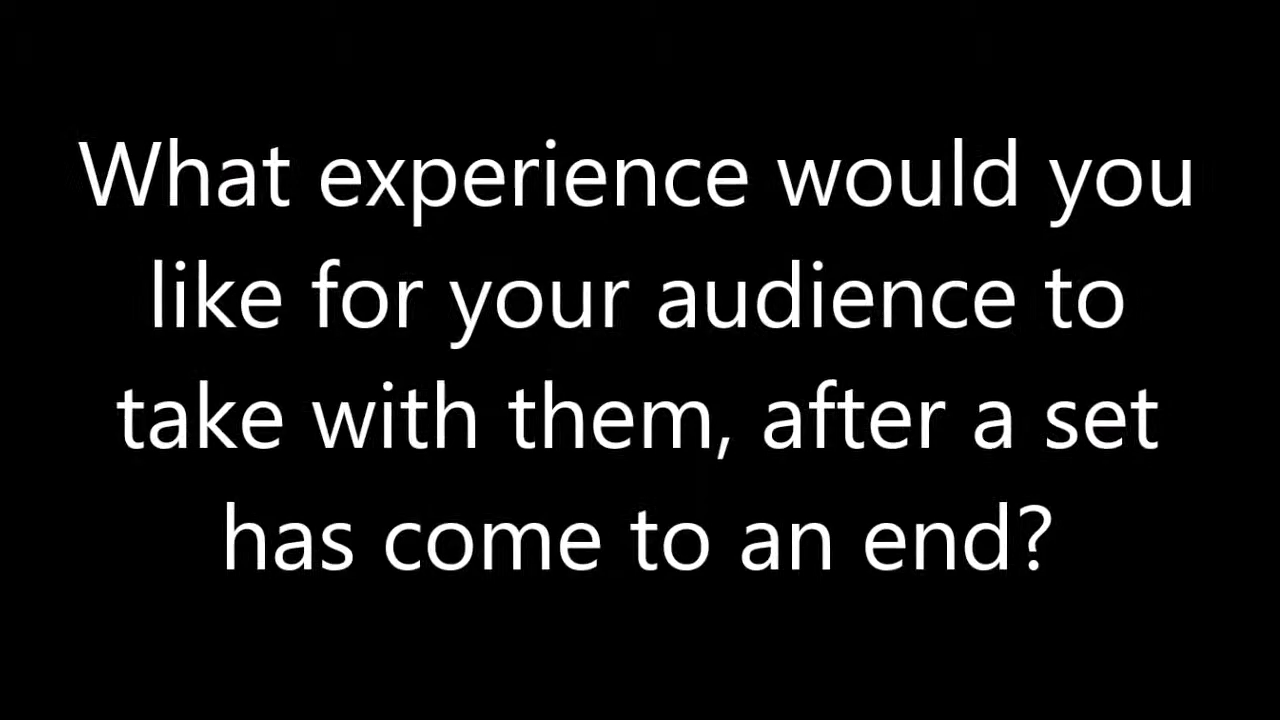 What experience would you
like for your audience to
take with them, after a set
has come to an end?